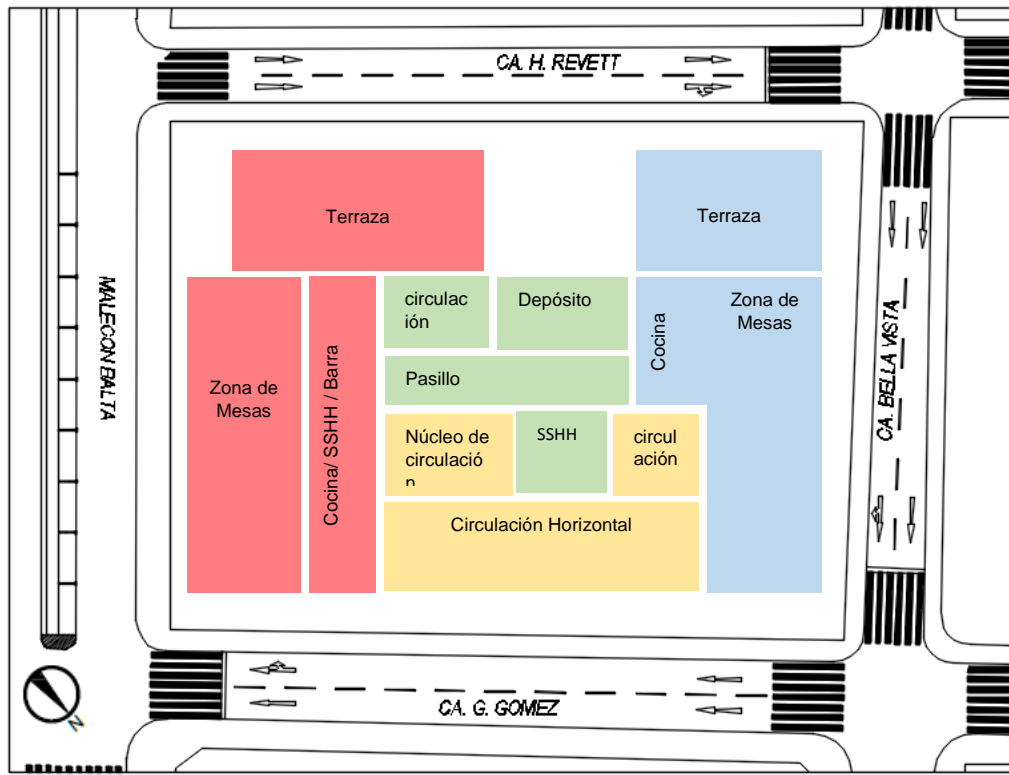 CA. H. REVETT
Terraza
Terraza
circulac
ión
Depósito
Zona de
Mesas
Cocina
MALECON BALTA
CA. BELLA VISTA
Zona de
Mesas
Cocina/ SSHH / Barra
Pasillo
Núcleo de
circulació
n
SSHH
circul
ación
Circulación Horizontal
CA. G. GOMEZ
N